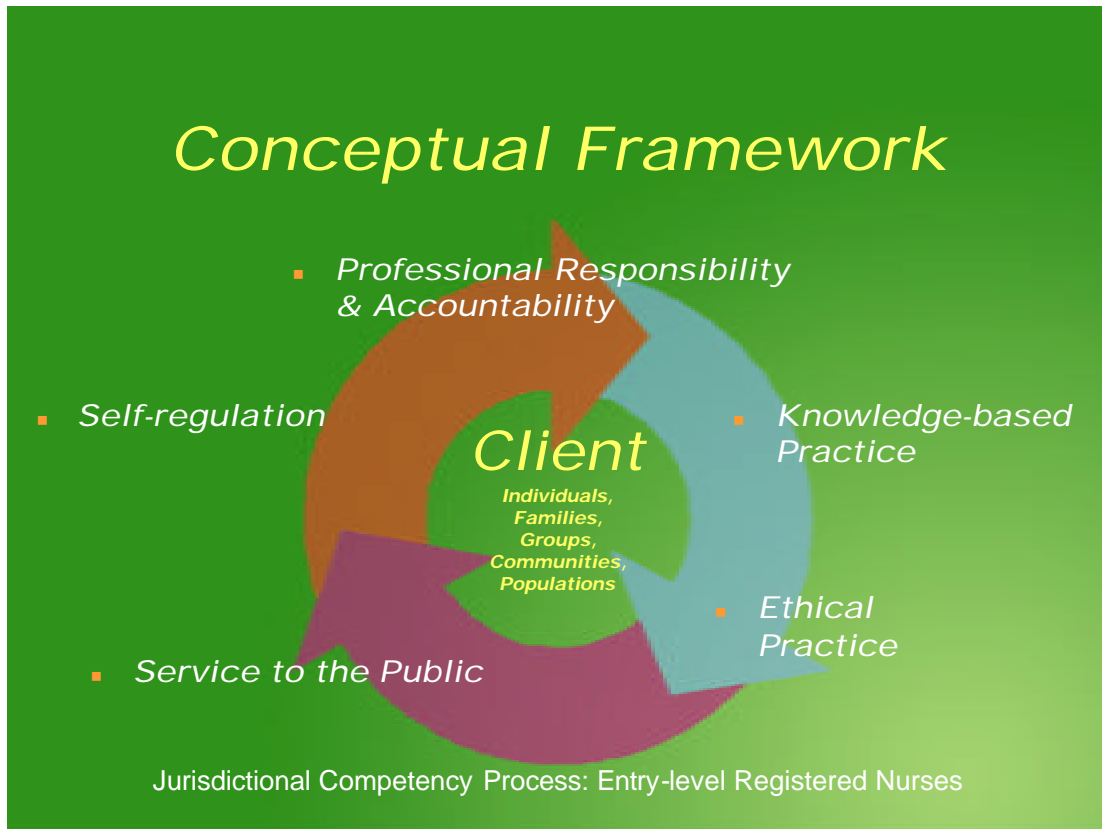 Conceptual Framework
▪ Professional Responsibility
& Accountability
▪ Self-regulation
▪ Knowledge-based
Practice
Client
Individuals,
Families,
Groups,
Communities,
Populations
▪ Ethical
Practice
▪ Service to the Public
Jurisdictional Competency Process: Entry-level Registered Nurses